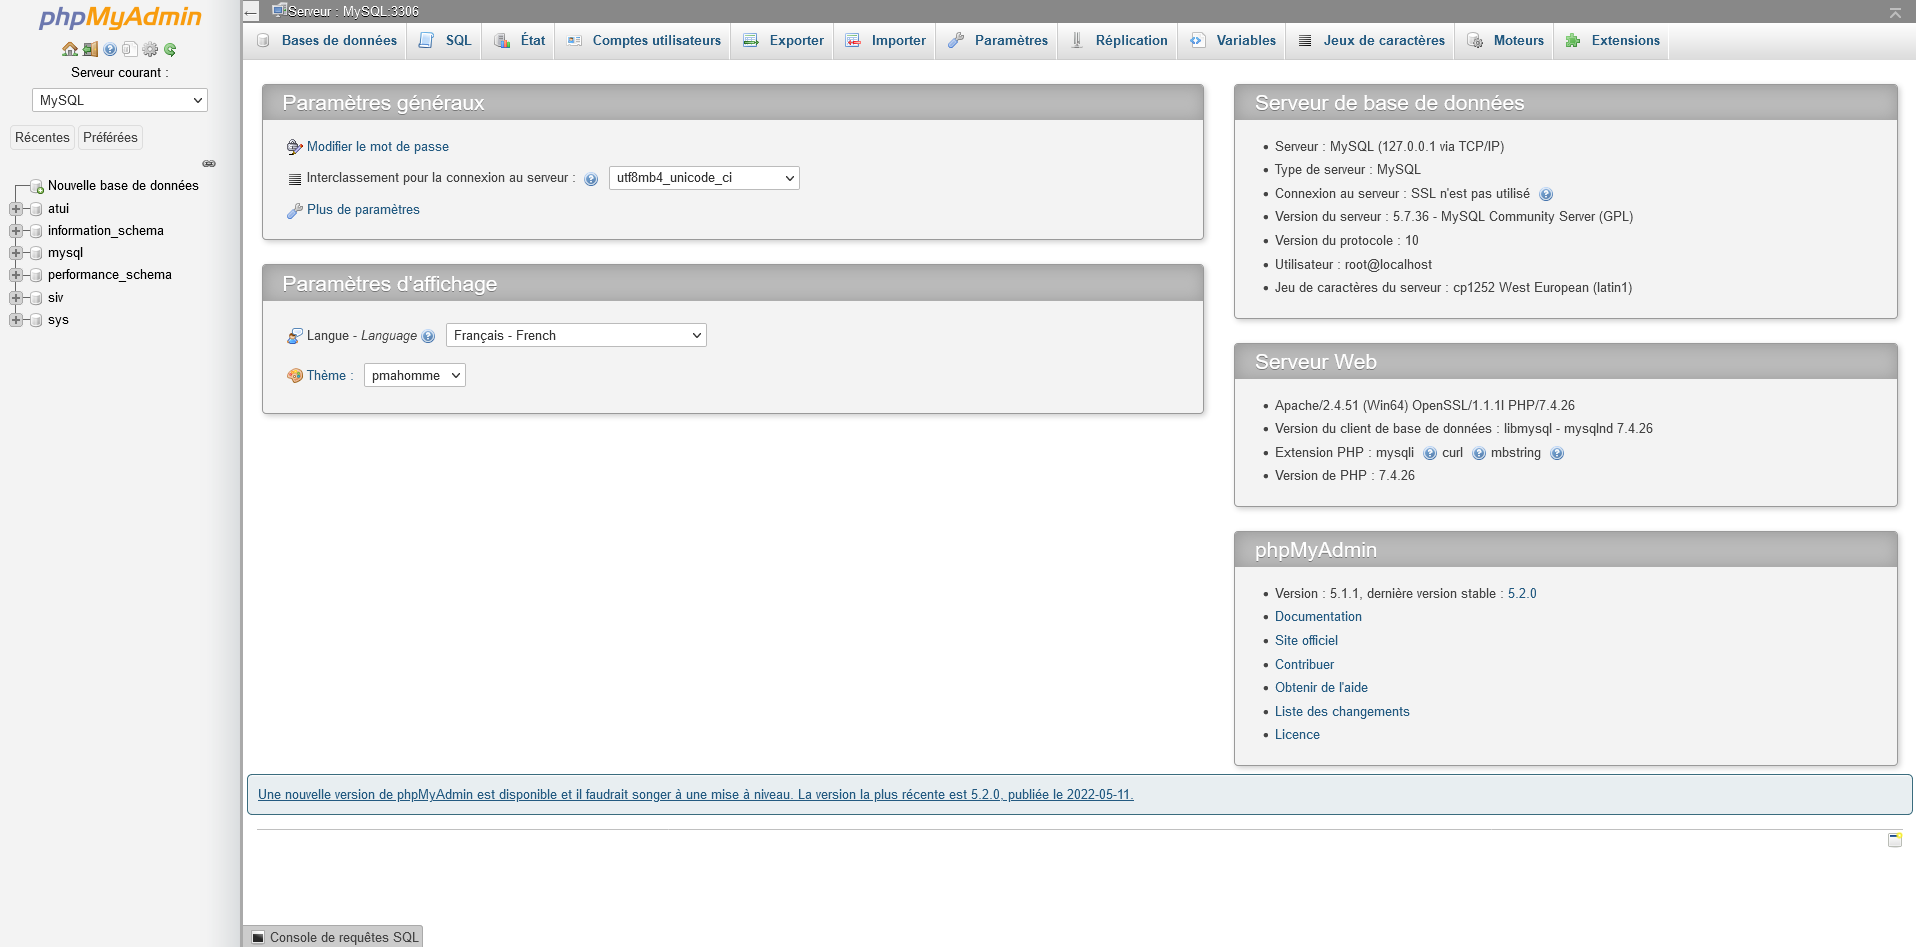 phpMyAdmin
Serveur courant :
MySQL
Récentes Préférées
Nouvelle base de données
atui
information_schema
mysql
performance_schema
siv
sys
Serveur : MySQL:3306
Bases de données SQL État Comptes utilisateurs Exporter Importer Paramètres Réplication Variables Jeux de caractères Moteurs Extensions
Paramètres généraux
Modifier le mot de passe
Interclassement pour la connexion au serveur : utf8mb4_unicode_ci
Plus de paramètres
Paramètres d'affichage
Langue - Language Français - French
Thème : pmahomme
Serveur de base de données
Serveur : MySQL (127.0.0.1 via TCP/IP)
Type de serveur : MySQL
Connexion au serveur : SSL n'est pas utilisé
Version du serveur : 5.7.36 - MySQL Community Server (GPL)
Version du protocole : 10
Utilisateur : root@localhost
Jeu de caractères du serveur : cp1252 West European (latin1)
Serveur Web
Apache/2.4.51 (Win64) OpenSSL/1.1.1l PHP/7.4.26
Version du client de base de données : libmysql - mysqlnd 7.4.26
Extension PHP : mysqli curl mbstring
Version de PHP : 7.4.26
phpMyAdmin
Version : 5.1.1, dernière version stable : 5.2.0
Documentation
Site officiel
Contribuer
Obtenir de l'aide
Liste des changements
Licence
Une nouvelle version de phpMyAdmin est disponible et il faudrait songer à une mise à niveau. La version la plus récente est 5.2.0, publiée le 2022-05-11.
Console de requêtes SQL